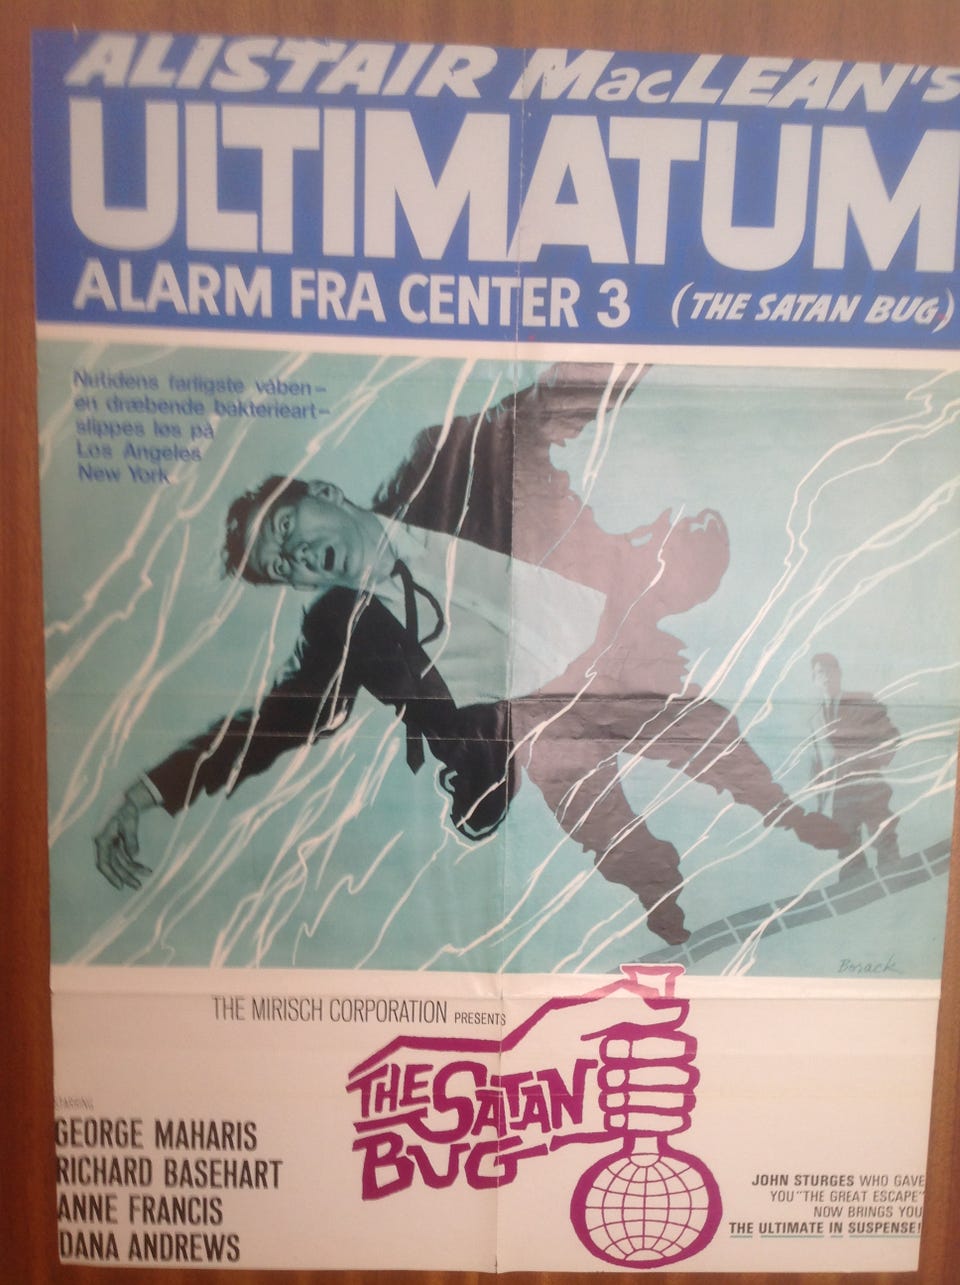 ALISTAIR MacLEAN'S
ULTIMATUM
ALARM FRA CENTER 3 (THE SATAN BUG)
Nutidens farligste våben-
en dræbende bakterieart-
slippes løs på
Los Angeles
New York
Borack
THE MIRISCH CORPORATION PRESENTS
THE SATAN
BUG
STARRING
GEORGE MAHARIS
RICHARD BASEHART
ANNE FRANCIS
DANA ANDREWS
JOHN STURGES WHO GAVE
YOU "THE GREAT ESCAPE"
NOW BRINGS YOU
THE ULTIMATE IN SUSPENSE!